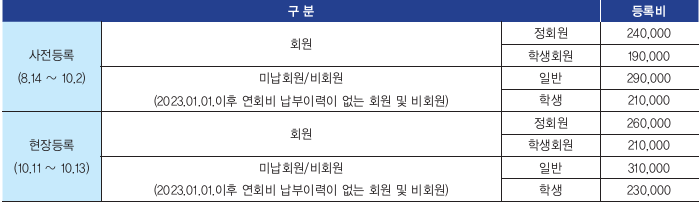 구 분 등록비
사전등록
(8.14 ~ 10.2)
회원
정회원 240,000
학생회원 190,000
미납회원/비회원
(2023.01.01.이후 연회비 납부이력이 없는 회원 및 비회원)
일반 290,000
학생 210,000
현장등록
(10.11 ~ 10.13)
회원
정회원 260,000
학생회원 210,000
미납회원/비회원
(2023.01.01.이후 연회비 납부이력이 없는 회원 및 비회원)
일반 310,000
학생 230,000